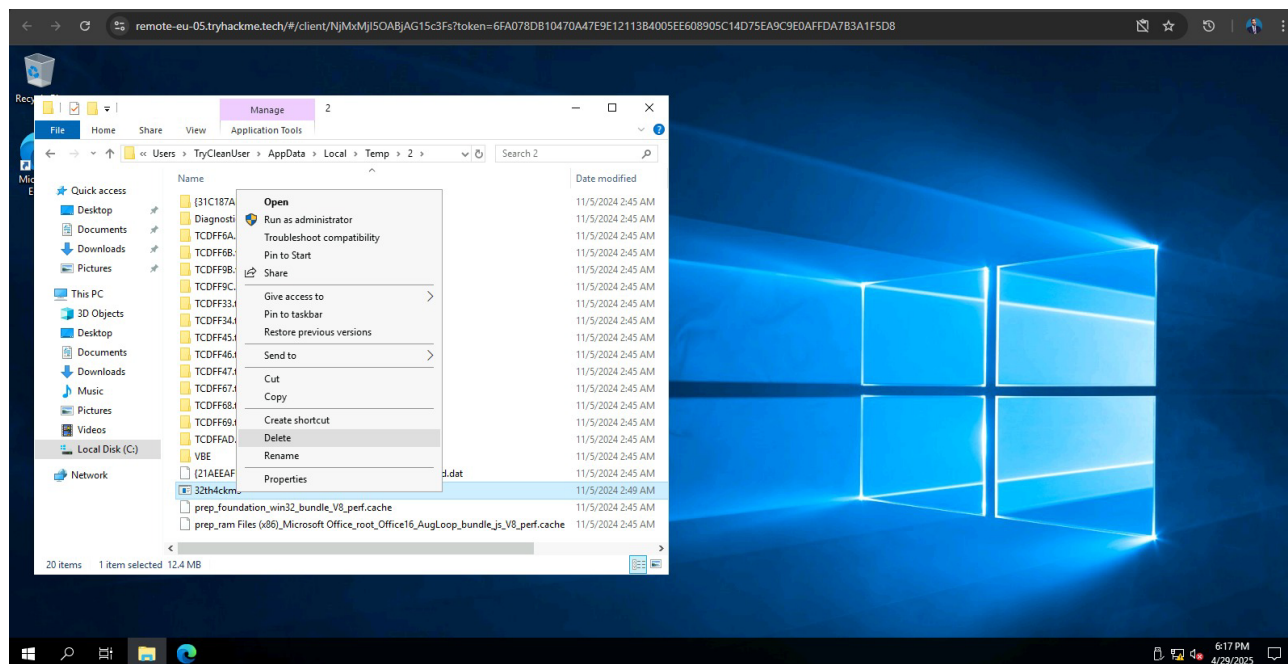 remote-eu-05.tryhackme.tech/#/client/NjMxMjI5OABjAG15c3Fs?token=6FA078DB10470A47E9E12113B4005EE608905C14D75EA9C9E0AFFDA7B3A1F5D8
Manage 2
File Home Share View Application Tools
« Users > TryCleanUser > AppData > Local > Temp > 2 > Search 2
Name Date modified
Quick access
Desktop
Documents
Downloads
Pictures
This PC
3D Objects
Desktop
Documents
Downloads
Music
Pictures
Videos
Local Disk (C:)
Network
{31C187A 11/5/2024 2:45 AM
Diagnosti 11/5/2024 2:45 AM
TCDFF6A. 11/5/2024 2:45 AM
TCDFF6B. 11/5/2024 2:45 AM
TCDFF9B. 11/5/2024 2:45 AM
TCDFF9C. 11/5/2024 2:45 AM
TCDFF33.t 11/5/2024 2:45 AM
TCDFF34.t 11/5/2024 2:45 AM
TCDFF45.t 11/5/2024 2:45 AM
TCDFF46.t 11/5/2024 2:45 AM
TCDFF47.t 11/5/2024 2:45 AM
TCDFF67.t 11/5/2024 2:45 AM
TCDFF68.t 11/5/2024 2:45 AM
TCDFF69.t 11/5/2024 2:45 AM
TCDFFAD. 11/5/2024 2:45 AM
VBE 11/5/2024 2:45 AM
{21AEEAF d.dat 11/5/2024 2:45 AM
32th4ckm3 11/5/2024 2:49 AM
prep_foundation_win32_bundle_V8_perf.cache 11/5/2024 2:45 AM
prep_ram Files (x86)_Microsoft Office_root_Office16_AugLoop_bundle_js_V8_perf.cache 11/5/2024 2:45 AM
Open
Run as administrator
Troubleshoot compatibility
Pin to Start
Share
Give access to
Pin to taskbar
Restore previous versions
Send to
Cut
Copy
Create shortcut
Delete
Rename
Properties
20 items 1 item selected 12.4 MB
6:17 PM
4/29/2025